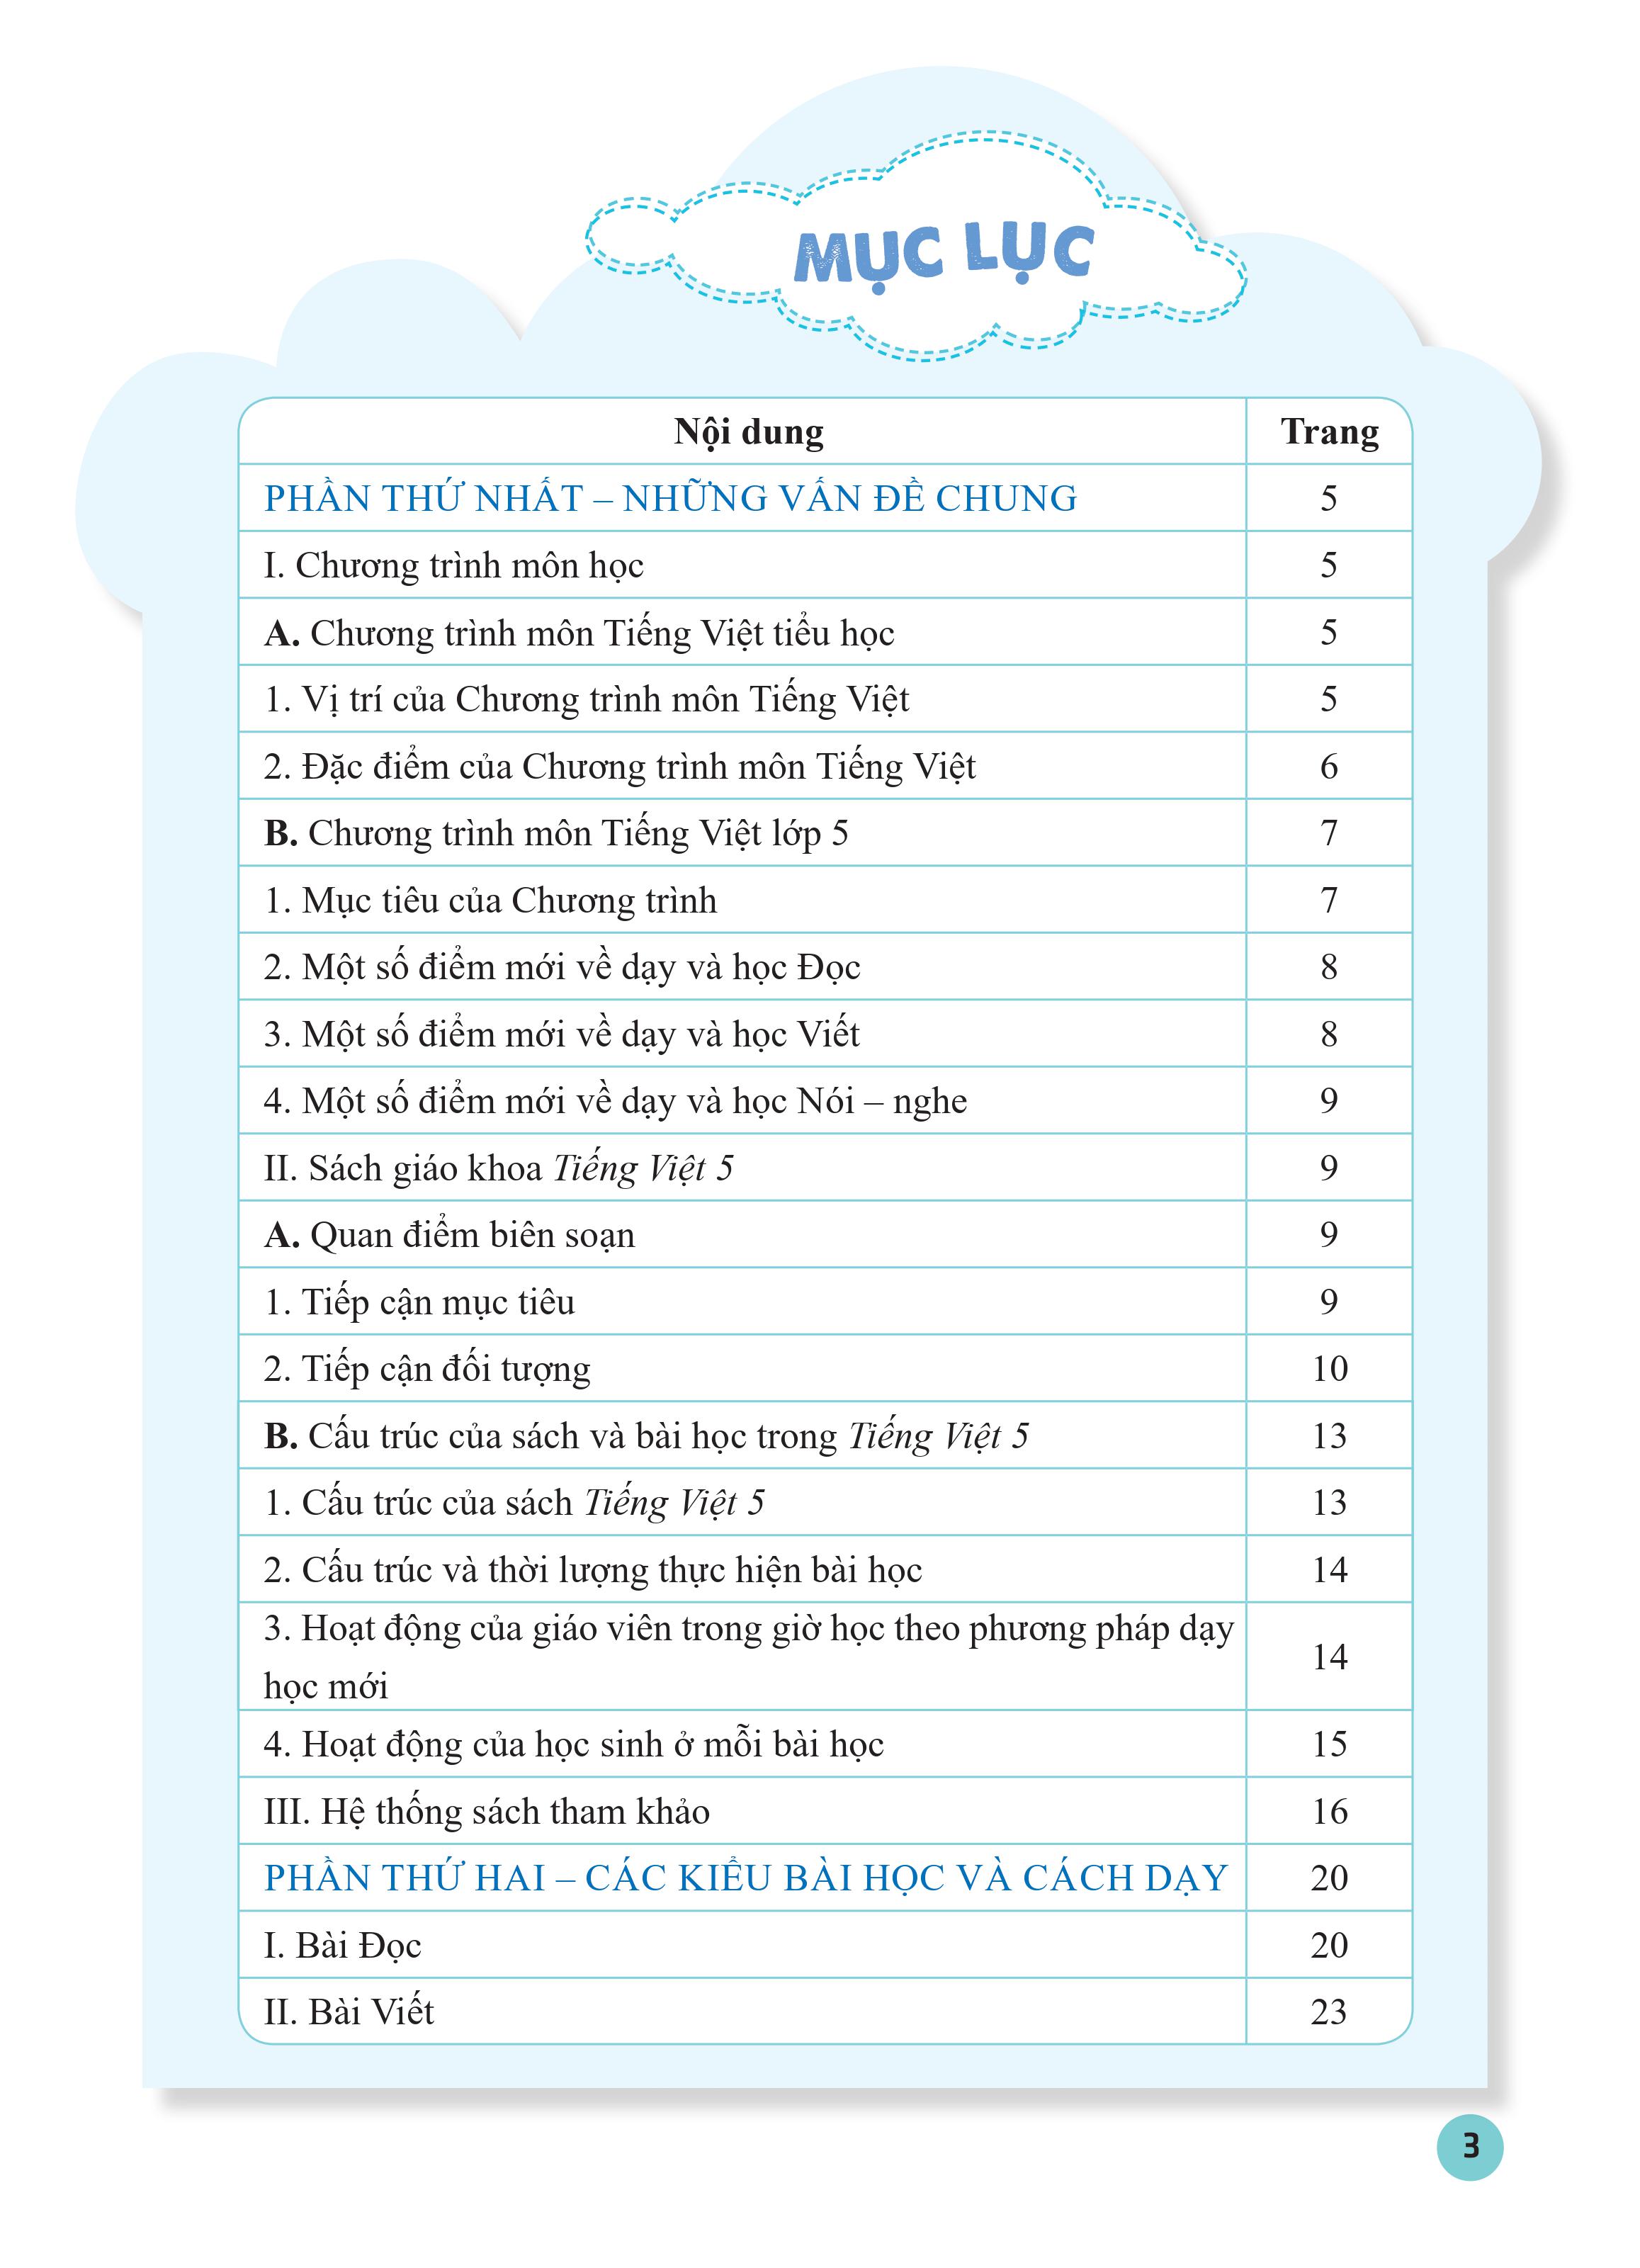 MỤC LỤC
Nội dung Trang
PHẦN THỨ NHẤT – NHỮNG VẤN ĐỀ CHUNG 5
I. Chương trình môn học 5
A. Chương trình môn Tiếng Việt tiểu học 5
1. Vị trí của Chương trình môn Tiếng Việt 5
2. Đặc điểm của Chương trình môn Tiếng Việt 6
B. Chương trình môn Tiếng Việt lớp 5 7
1. Mục tiêu của Chương trình 7
2. Một số điểm mới về dạy và học Đọc 8
3. Một số điểm mới về dạy và học Viết 8
4. Một số điểm mới về dạy và học Nói – nghe 9
II. Sách giáo khoa Tiếng Việt 5 9
A. Quan điểm biên soạn 9
1. Tiếp cận mục tiêu 9
2. Tiếp cận đối tượng 10
B. Cấu trúc của sách và bài học trong Tiếng Việt 5 13
1. Cấu trúc của sách Tiếng Việt 5 13
2. Cấu trúc và thời lượng thực hiện bài học 14
3. Hoạt động của giáo viên trong giờ học theo phương pháp dạy
học mới 14
4. Hoạt động của học sinh ở mỗi bài học 15
III. Hệ thống sách tham khảo 16
PHẦN THỨ HAI – CÁC KIỂU BÀI HỌC VÀ CÁCH DẠY 20
I. Bài Đọc 20
II. Bài Viết 23
3